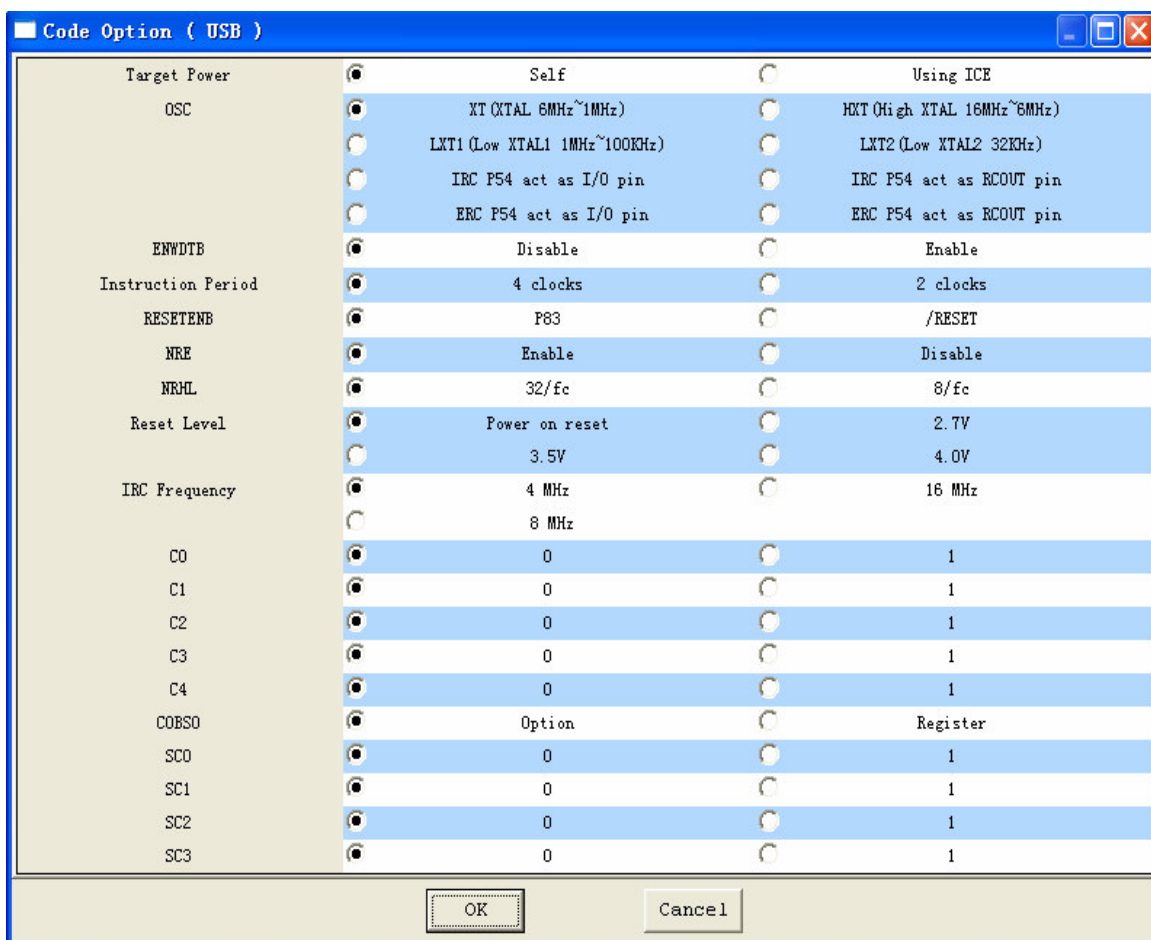 Code Option ( USB )
Target Power Self Using ICE
OSC XT(XTAL 6MHz~1MHz) HXT(High XTAL 16MHz~6MHz)
LXT1(Low XTAL1 1MHz~100KHz) LXT2(Low XTAL2 32KHz)
IRC P54 act as I/O pin IRC P54 act as RCOUT pin
ERC P54 act as I/O pin ERC P54 act as RCOUT pin
ENWDTB Disable Enable
Instruction Period 4 clocks 2 clocks
RESETENB P83 /RESET
NRE Enable Disable
NRHL 32/fc 8/fc
Reset Level Power on reset 2.7V
3.5V 4.0V
IRC Frequency 4 MHz 16 MHz
8 MHz
C0 0 1
C1 0 1
C2 0 1
C3 0 1
C4 0 1
COBS0 Option Register
SC0 0 1
SC1 0 1
SC2 0 1
SC3 0 1
OK Cancel